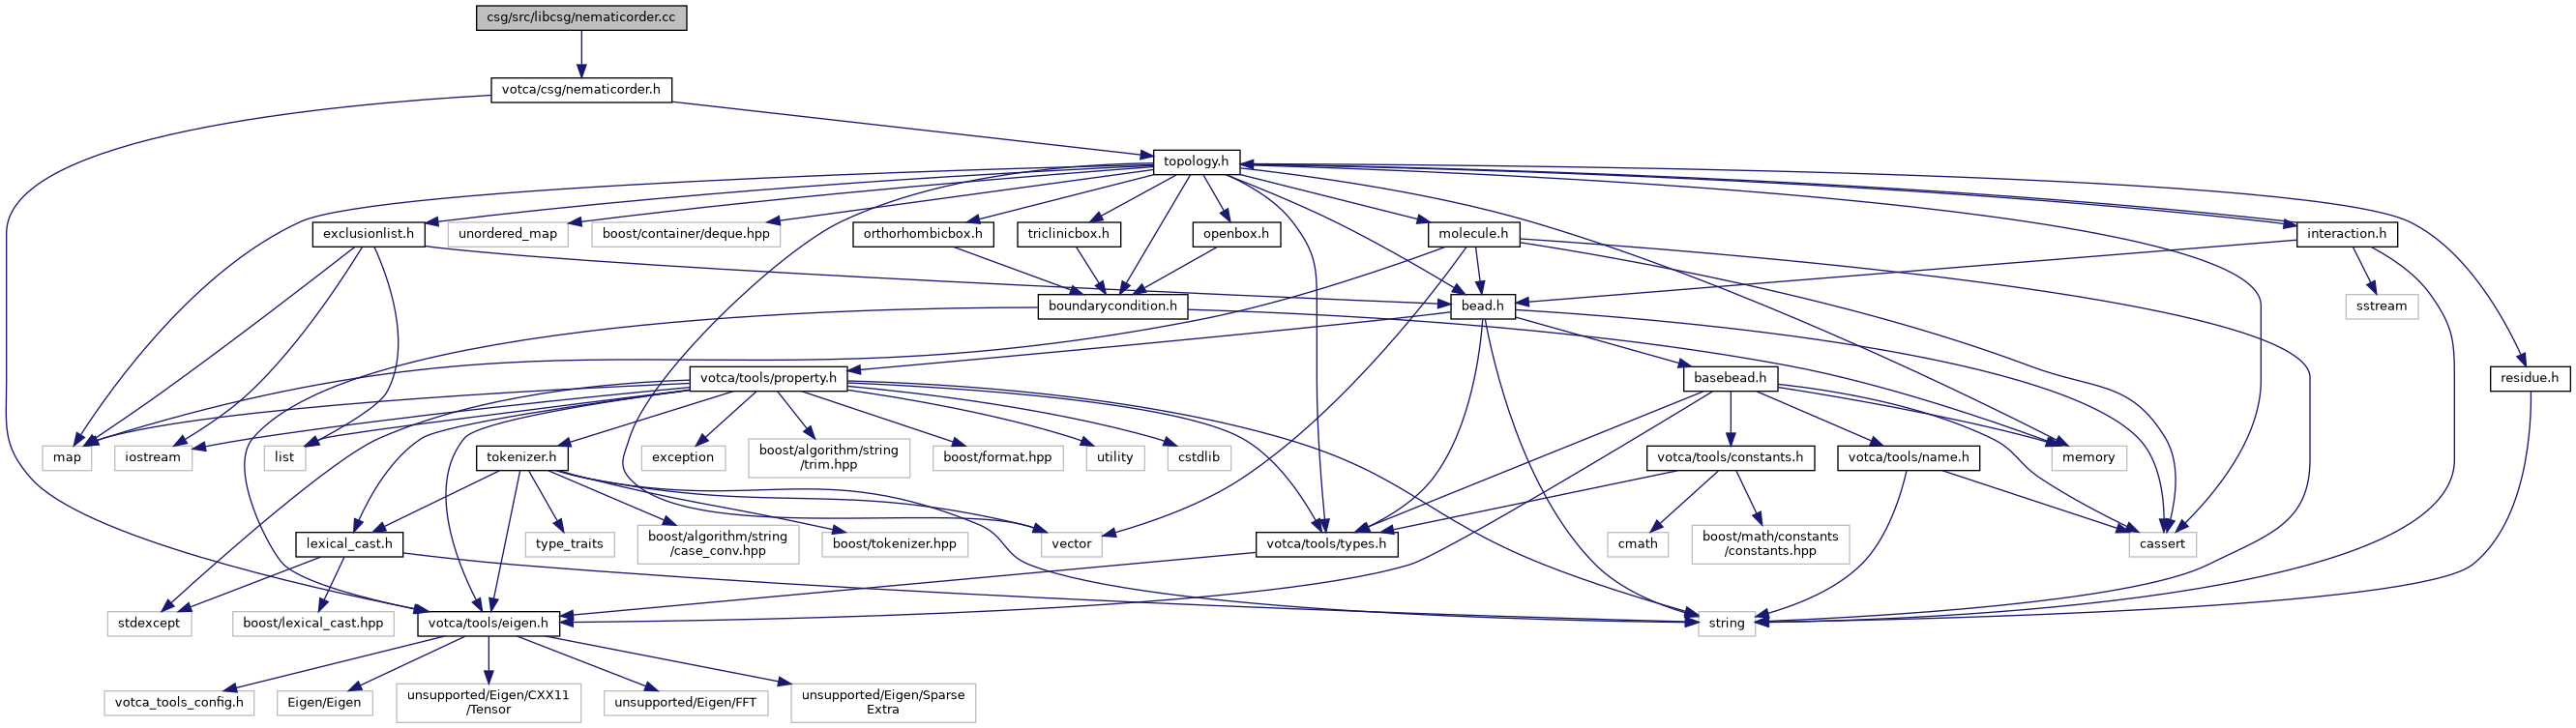 csg/src/libcsg/nematicorder.cc
votca/csg/nematicorder.h
topology.h
exclusionlist.h
unordered_map
boost/container/deque.hpp
orthorhombicbox.h
triclinicbox.h
openbox.h
molecule.h
interaction.h
boundarycondition.h
bead.h
sstream
votca/tools/property.h
basebead.h
residue.h
map
iostream
list
tokenizer.h
exception
boost/algorithm/string
/trim.hpp
boost/format.hpp
utility
cstdlib
votca/tools/constants.h
votca/tools/name.h
memory
lexical_cast.h
type_traits
boost/algorithm/string
/case_conv.hpp
boost/tokenizer.hpp
vector
votca/tools/types.h
cmath
boost/math/constants
/constants.hpp
cassert
stdexcept
boost/lexical_cast.hpp
votca/tools/eigen.h
string
votca_tools_config.h
Eigen/Eigen
unsupported/Eigen/CXX11
/Tensor
unsupported/Eigen/FFT
unsupported/Eigen/Sparse
Extra